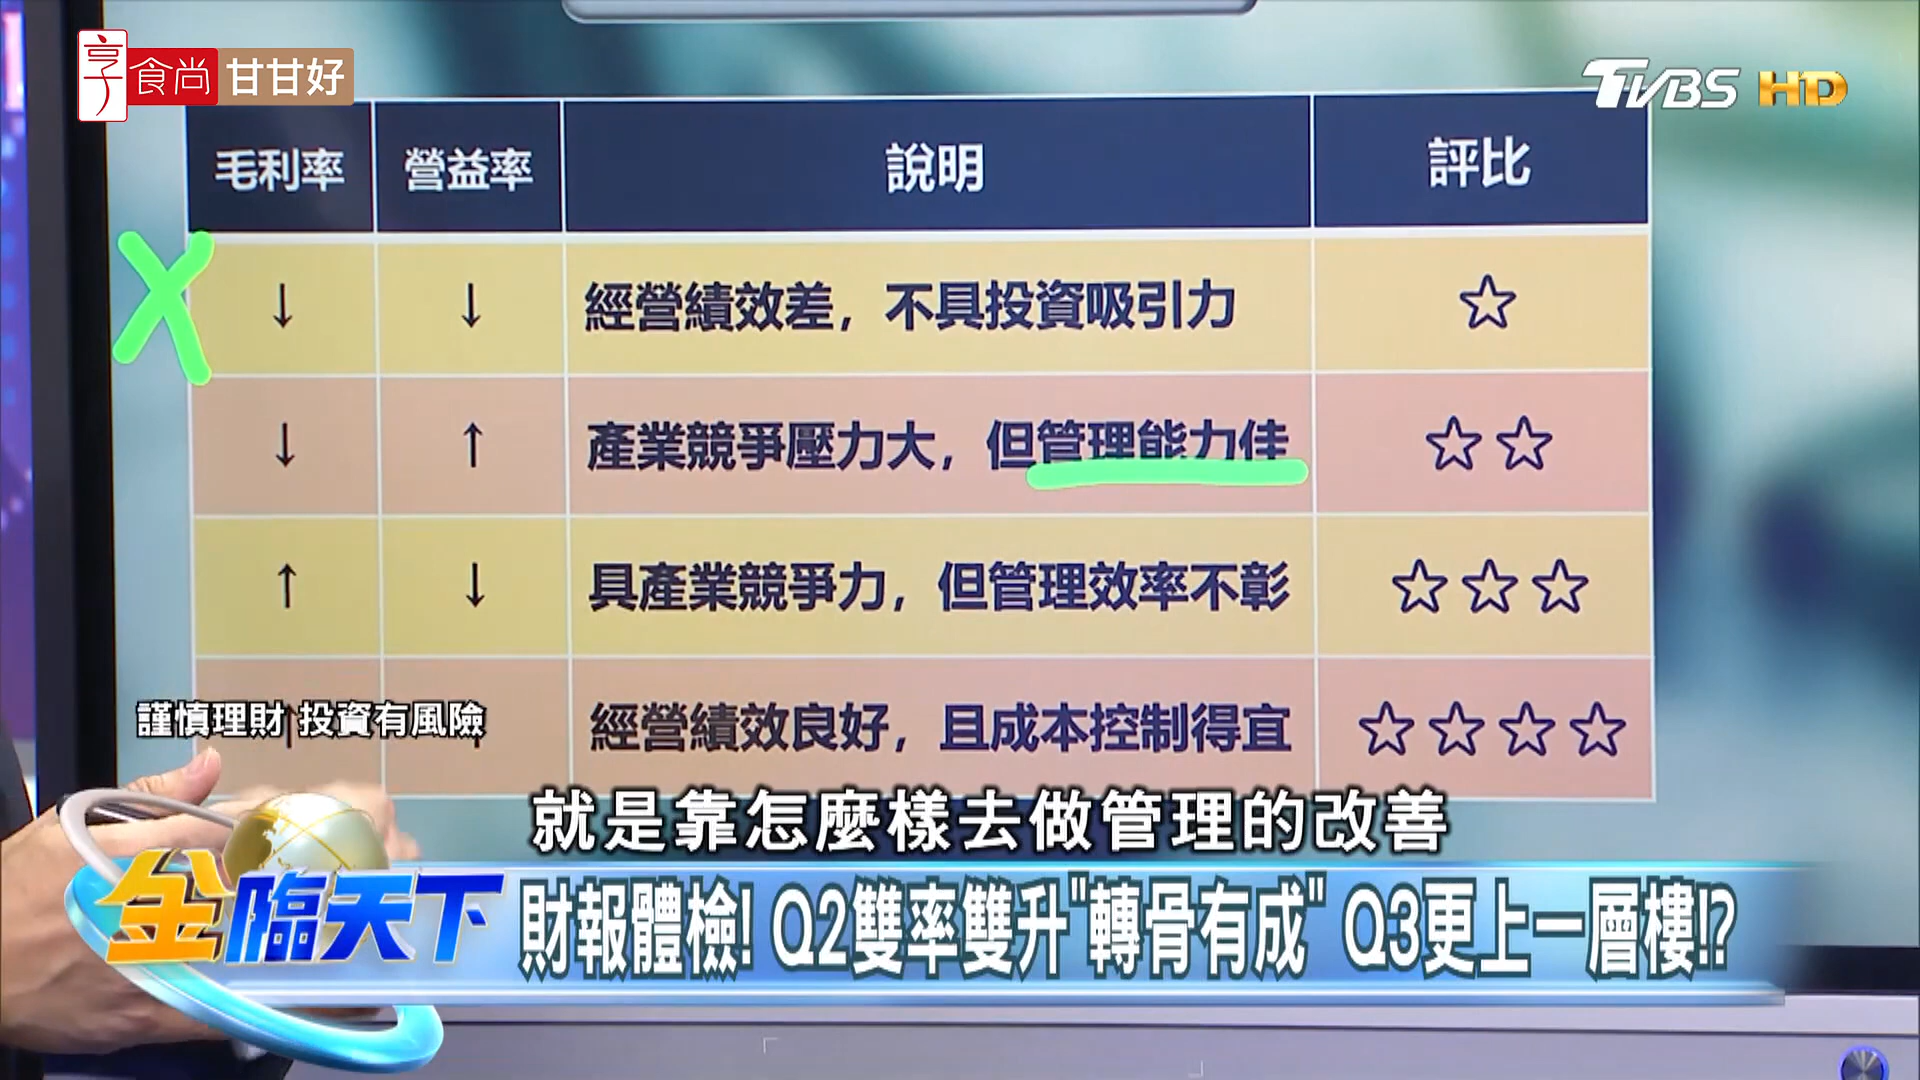 享 食尚 甘甘好
TVBS HD
毛利率 營益率 說明 評比
↓ ↓ 經營績效差，不具投資吸引力 ☆
↓ ↑ 產業競爭壓力大，但管理能力佳 ☆☆
↑ ↓ 具產業競爭力，但管理效率不彰 ☆☆☆
經營績效良好，且成本控制得宜 ☆☆☆☆
謹慎理財 投資有風險
就是靠怎麼樣去做管理的改善
金臨天下
財報體檢! Q2雙率雙升"轉骨有成" Q3更上一層樓!?